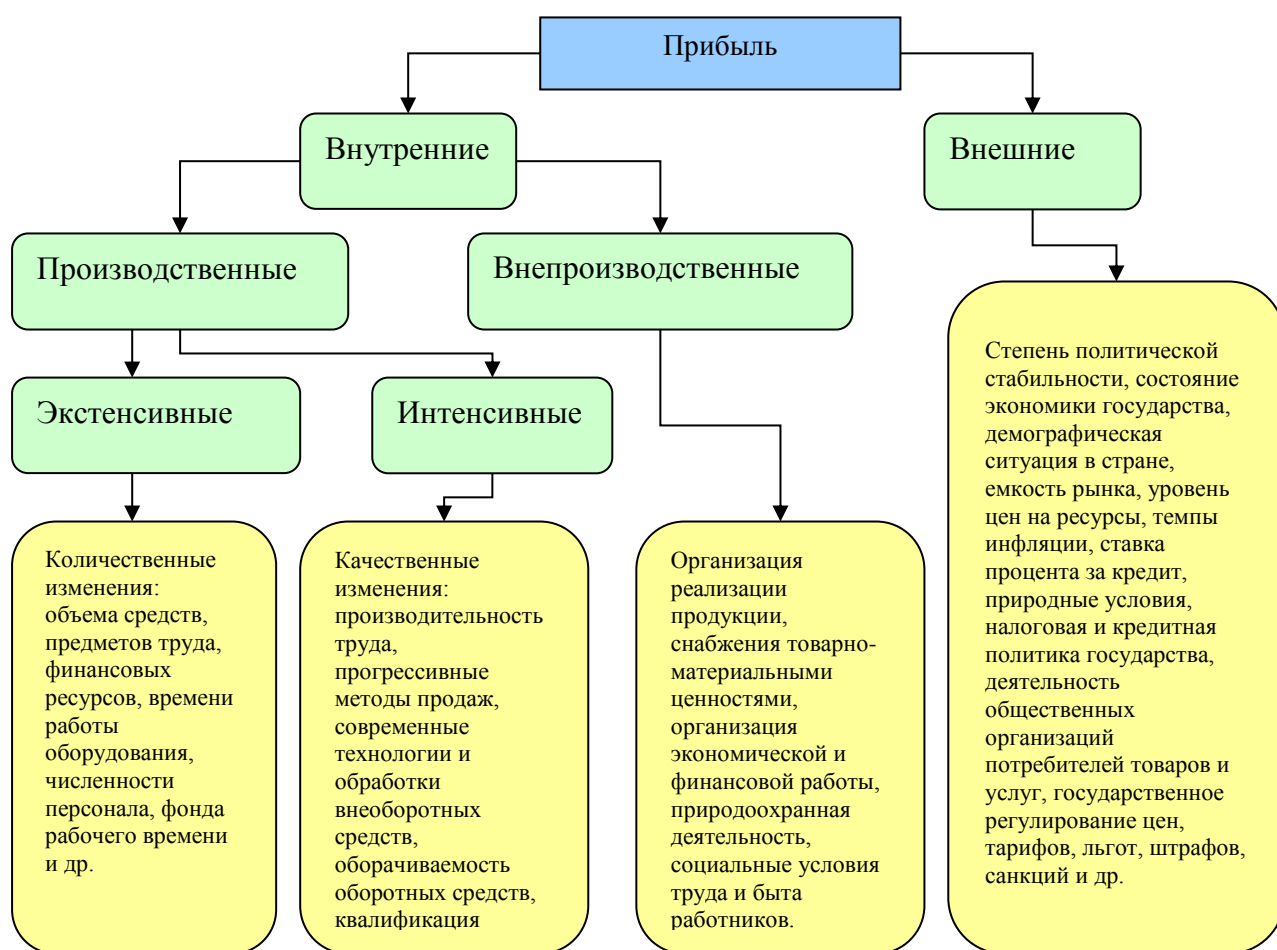 Прибыль
Внутренние
Внешние
Производственные
Внепроизводственные
Экстенсивные
Интенсивные
Количественные
изменения:
объема средств,
предметов труда,
финансовых
ресурсов, времени
работы
оборудования,
численности
персонала, фонда
рабочего времени
и др.
Качественные
изменения:
производительность
труда,
прогрессивные
методы продаж,
современные
технологии и
обработки
внеоборотных
средств,
оборачиваемость
оборотных средств,
квалификация
Организация
реализации
продукции,
снабжения товарно-
материальными
ценностями,
организация
экономической и
финансовой работы,
природоохранная
деятельность,
социальные условия
труда и быта
работников.
Степень политической
стабильности, состояние
экономики государства,
демографическая
ситуация в стране,
емкость рынка, уровень
цен на ресурсы, темпы
инфляции, ставка
процента за кредит,
природные условия,
налоговая и кредитная
политика государства,
деятельность
общественных
организаций
потребителей товаров и
услуг, государственное
регулирование цен,
тарифов, льгот, штрафов,
санкций и др.